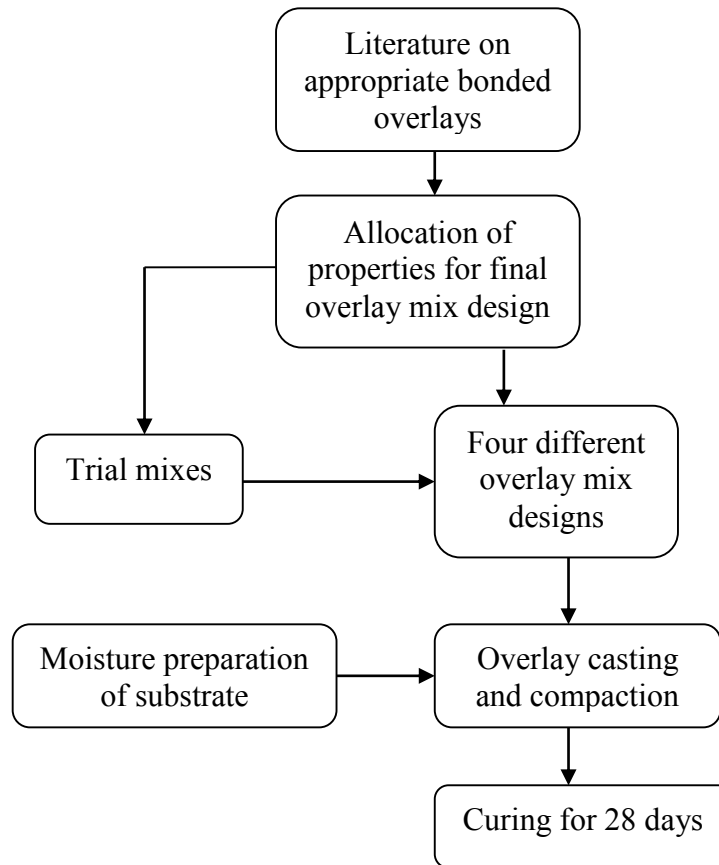 Literature on
appropriate bonded
overlays
Allocation of
properties for final
overlay mix design
Trial mixes
Four different
overlay mix
designs
Moisture preparation
of substrate
Overlay casting
and compaction
Curing for 28 days